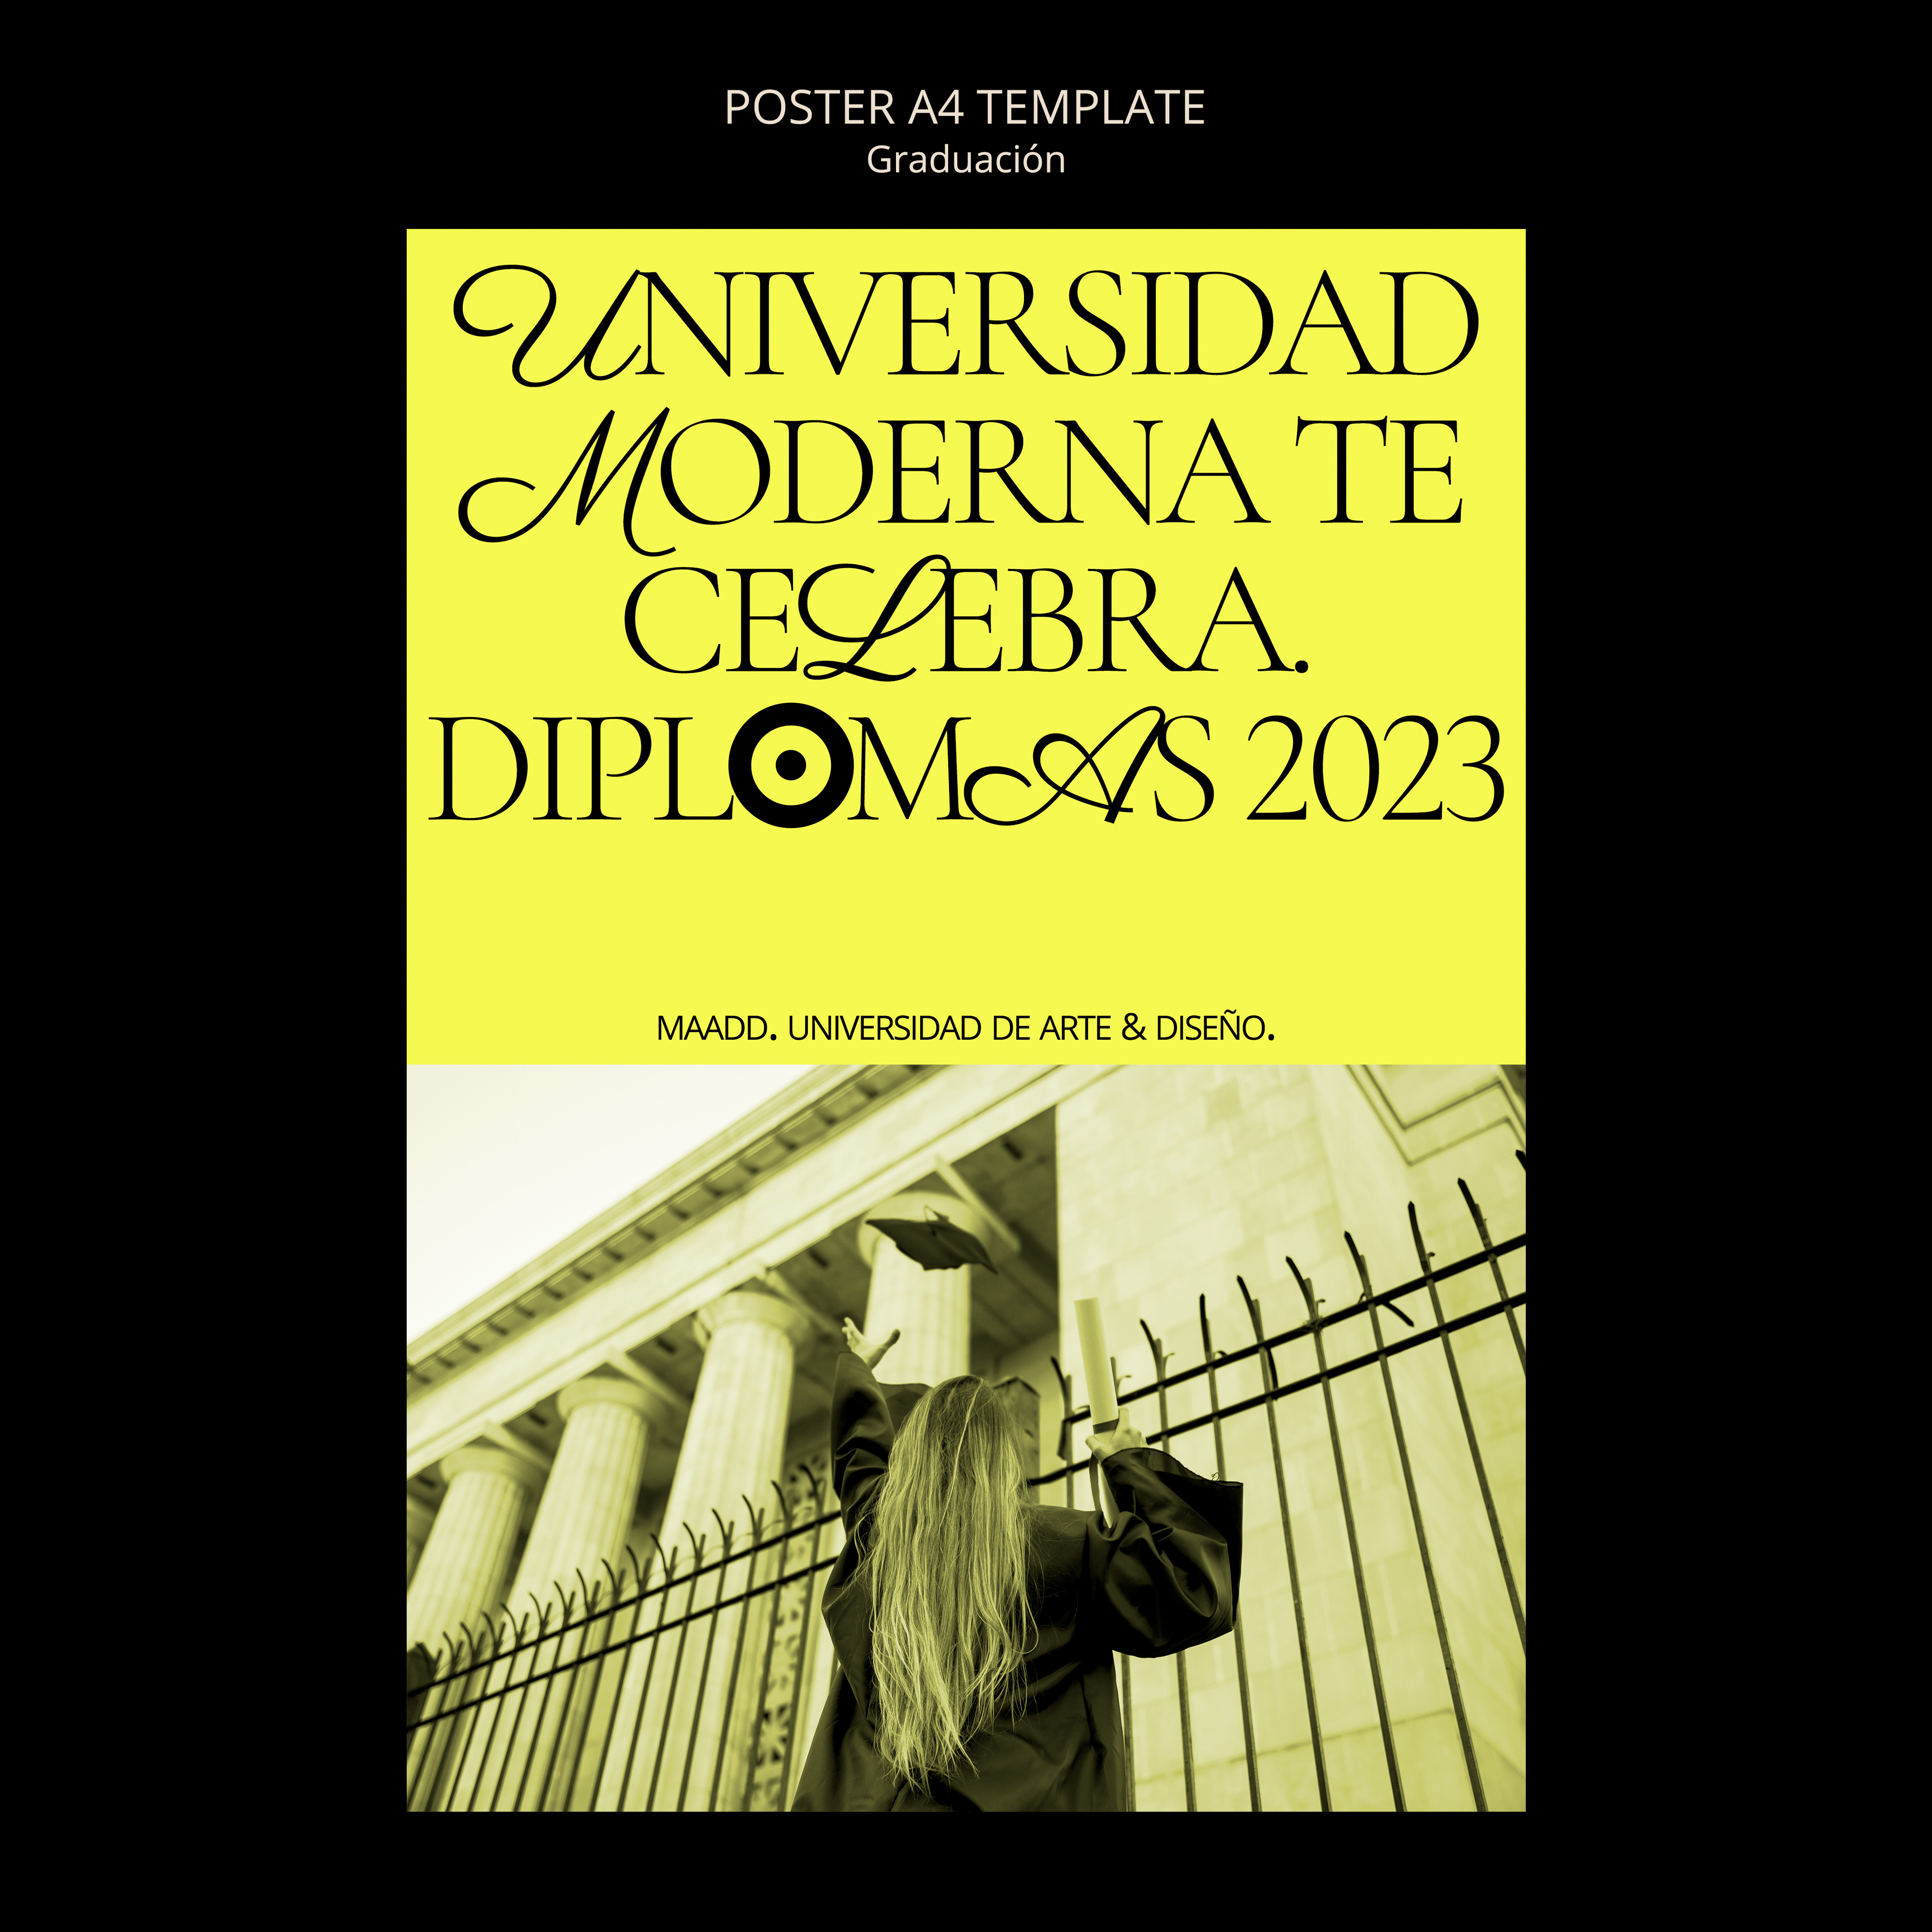 POSTER A4 TEMPLATE
Graduación
UNIVERSIDAD
MODERNA TE
CELEBRA.
DIPLOMAS 2023
MAADD. UNIVERSIDAD DE ARTE & DISEÑO.